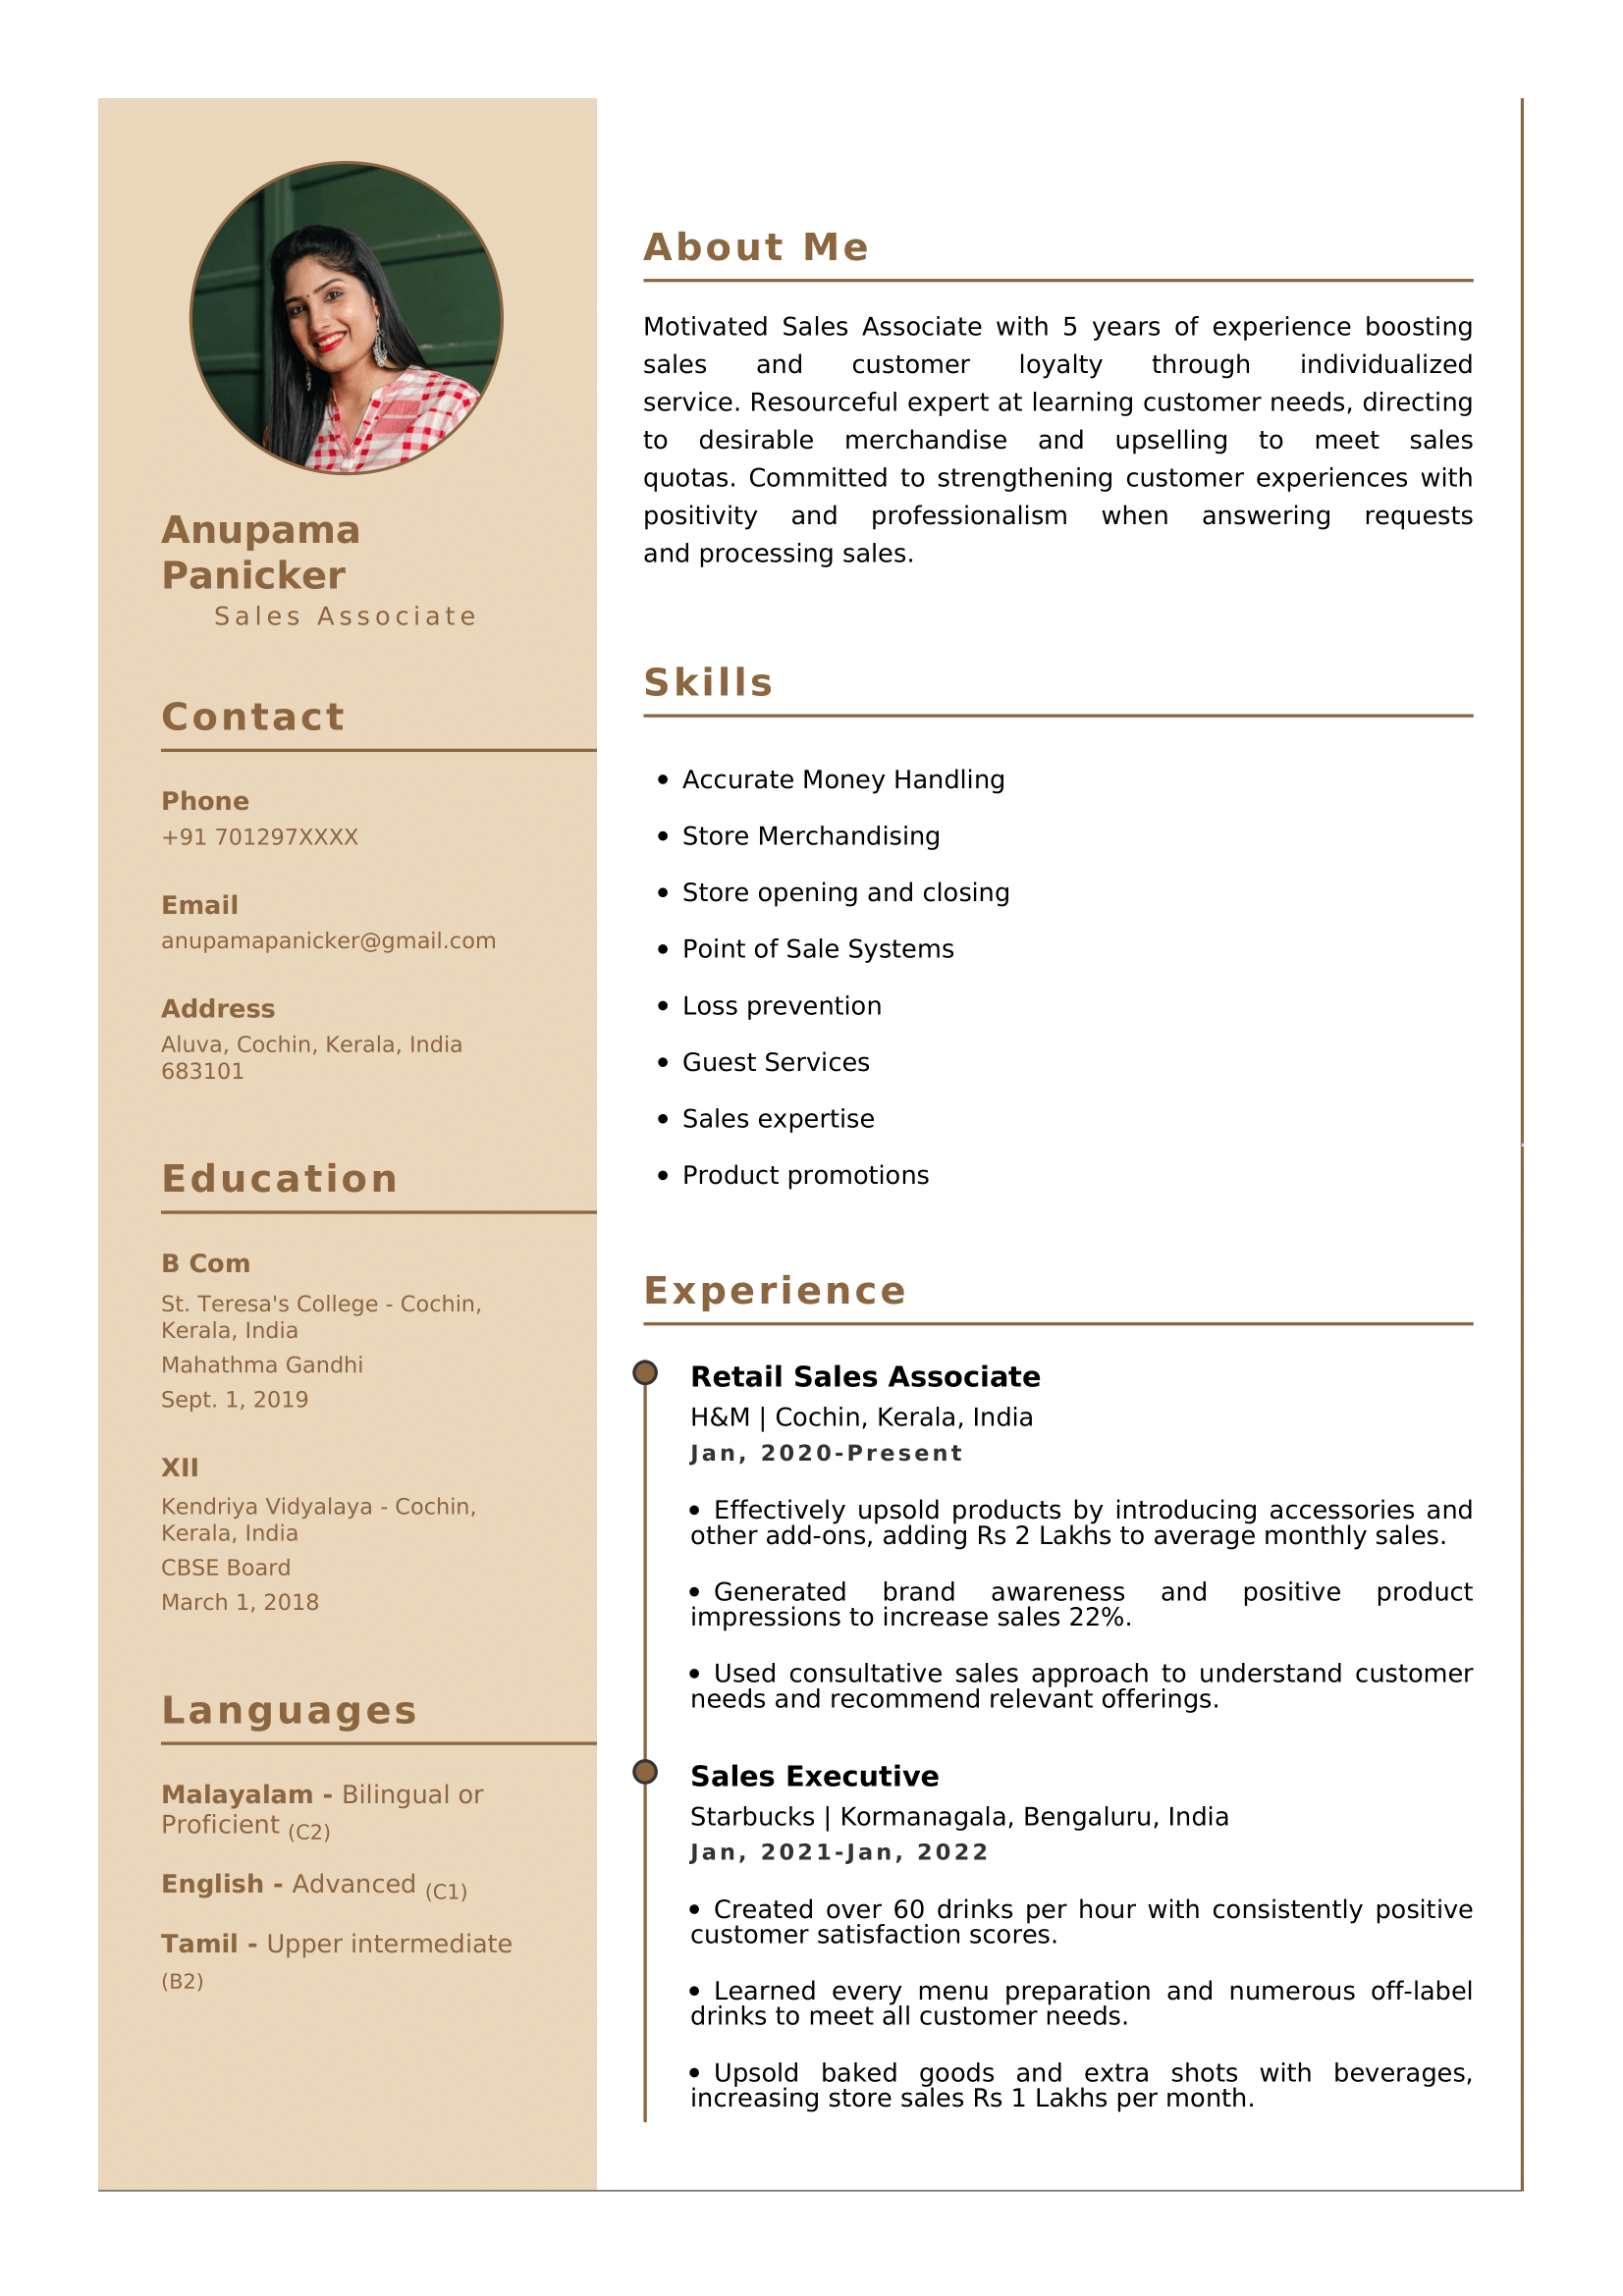 Anupama
Panicker
Sales Associate
Contact
Phone
+91 701297XXXX
Email
anupamapanicker@gmail.com
Address
Aluva, Cochin, Kerala, India
683101
Education
B Com
St. Teresa's College - Cochin,
Kerala, India
Mahathma Gandhi
Sept. 1, 2019
XII
Kendriya Vidyalaya - Cochin,
Kerala, India
CBSE Board
March 1, 2018
Languages
Malayalam - Bilingual or
Proficient (C2)
English - Advanced (C1)
Tamil - Upper intermediate
(B2)
About Me
Motivated Sales Associate with 5 years of experience boosting
sales and customer loyalty through individualized
service. Resourceful expert at learning customer needs, directing
to desirable merchandise and upselling to meet sales
quotas. Committed to strengthening customer experiences with
positivity and professionalism when answering requests
and processing sales.
Skills
• Accurate Money Handling
• Store Merchandising
• Store opening and closing
• Point of Sale Systems
• Loss prevention
• Guest Services
• Sales expertise
• Product promotions
Experience
Retail Sales Associate
H&M | Cochin, Kerala, India
Jan, 2020-Present
• Effectively upsold products by introducing accessories and
other add-ons, adding Rs 2 Lakhs to average monthly sales.
• Generated brand awareness and positive product
impressions to increase sales 22%.
• Used consultative sales approach to understand customer
needs and recommend relevant offerings.
Sales Executive
Starbucks | Kormanagala, Bengaluru, India
Jan, 2021-Jan, 2022
• Created over 60 drinks per hour with consistently positive
customer satisfaction scores.
• Learned every menu preparation and numerous off-label
drinks to meet all customer needs.
• Upsold baked goods and extra shots with beverages,
increasing store sales Rs 1 Lakhs per month.